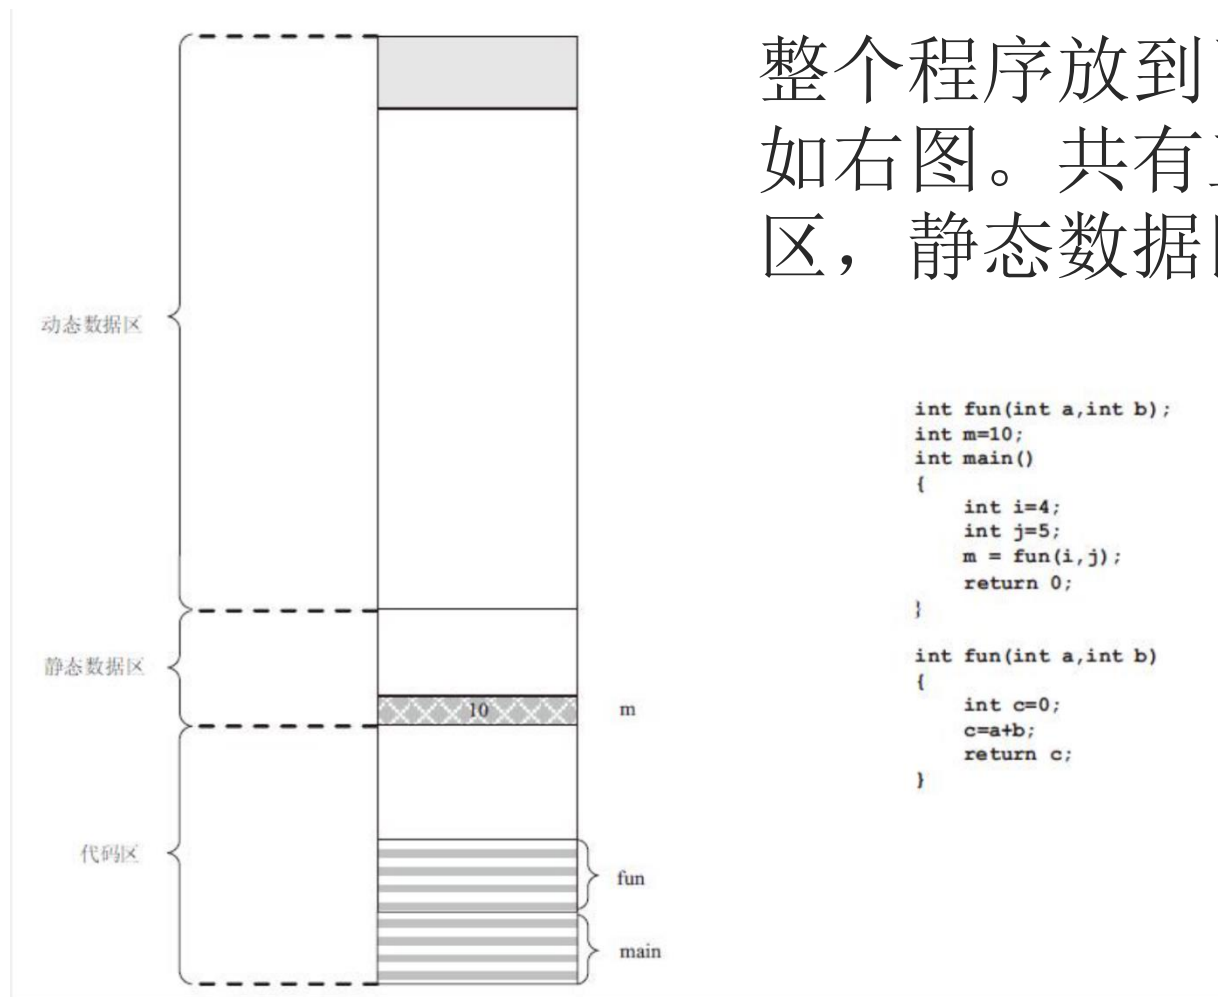 整个程序放到
如右图。共有
区，静态数据
动态数据区
静态数据区
代码区
10
m
fun
main
int fun(int a,int b);
int m=10;
int main()
{
int i=4;
int j=5;
m = fun(i,j);
return 0;
}
int fun(int a,int b)
{
int c=0;
c=a+b;
return c;
}